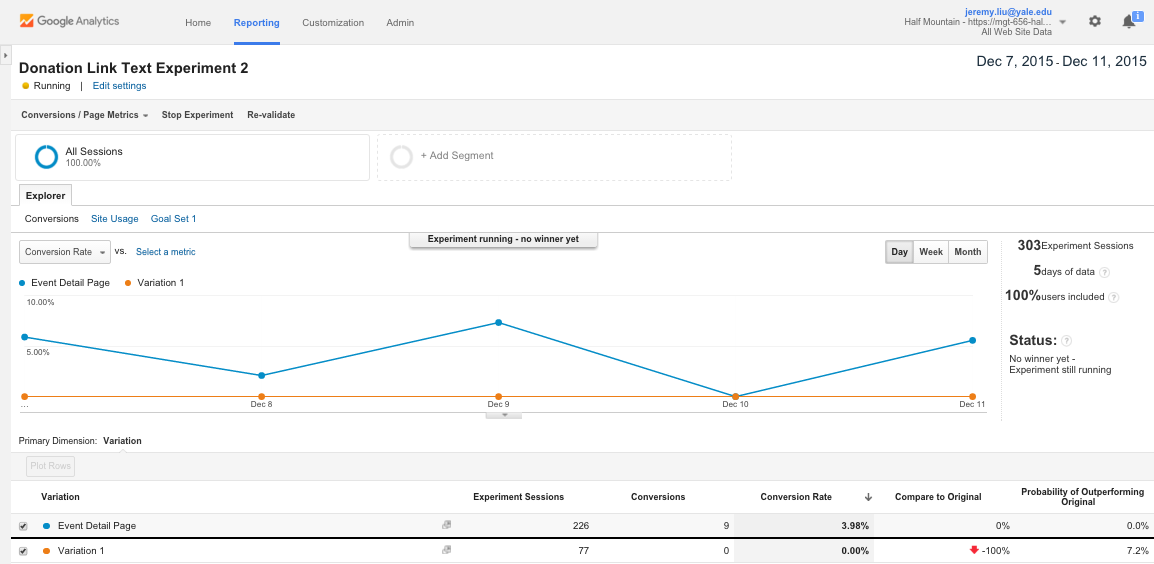 Google Analytics
Home Reporting Customization Admin
jeremy.liu@yale.edu
Half Mountain - https://mgt-656-hal...
All Web Site Data
1
Donation Link Text Experiment 2
Dec 7, 2015 - Dec 11, 2015
Running | Edit settings
Conversions / Page Metrics Stop Experiment Re-validate
All Sessions
100.00%
+ Add Segment
Explorer
Conversions Site Usage Goal Set 1
Experiment running - no winner yet
Conversion Rate vs. Select a metric
Day Week Month
303 Experiment Sessions
5 days of data ?
100% users included ?
Status: ?
No winner yet -
Experiment still running
Event Detail Page Variation 1
10.00%
5.00%
... Dec 8 Dec 9 Dec 10 Dec 11
Primary Dimension: Variation
Plot Rows
Variation Experiment Sessions Conversions Conversion Rate Compare to Original Probability of Outperforming Original
Event Detail Page 226 9 3.98% 0% 0.0%
Variation 1 77 0 0.00% -100% 7.2%